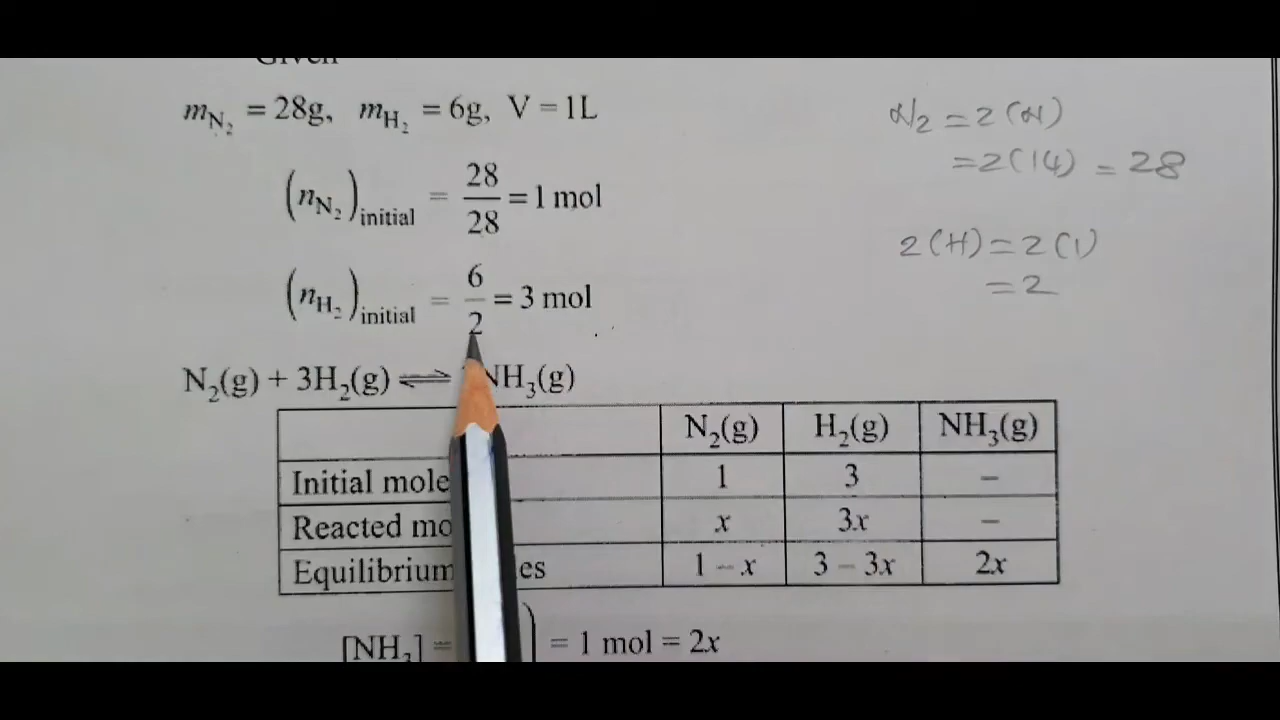 Given
m_N₂ = 28g, m_H₂ = 6g, V = 1L
(n_N₂)initial = 28/28 = 1 mol
(n_H₂)initial = 6/2 = 3 mol
N₂(g) + 3H₂(g) ⇌ NH₃(g)
N₂(g) H₂(g) NH₃(g)
Initial mole 1 3 –
Reacted mo x 3x –
Equilibrium es 1 – x 3 – 3x 2x
[NH₃] = ) = 1 mol = 2x
N₂ = 2(N)
= 2(14) = 28
2(H) = 2(1)
= 2